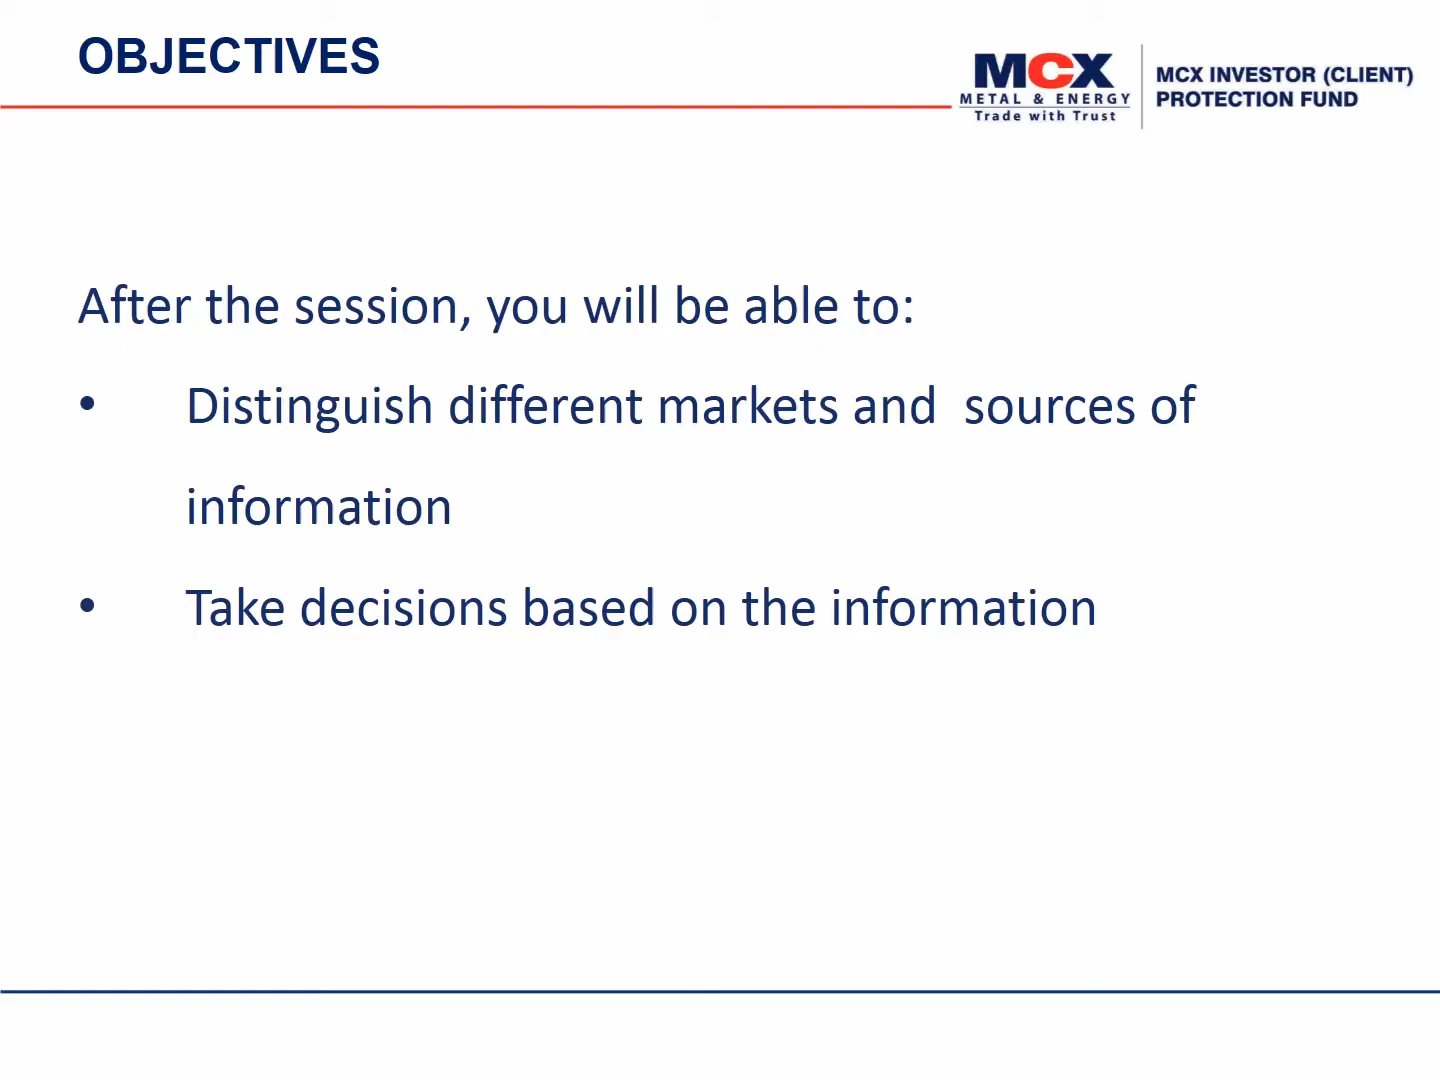 OBJECTIVES
MCX
METAL & ENERGY
Trade with Trust
MCX INVESTOR (CLIENT)
PROTECTION FUND
After the session, you will be able to:
• Distinguish different markets and  sources of
information
• Take decisions based on the information